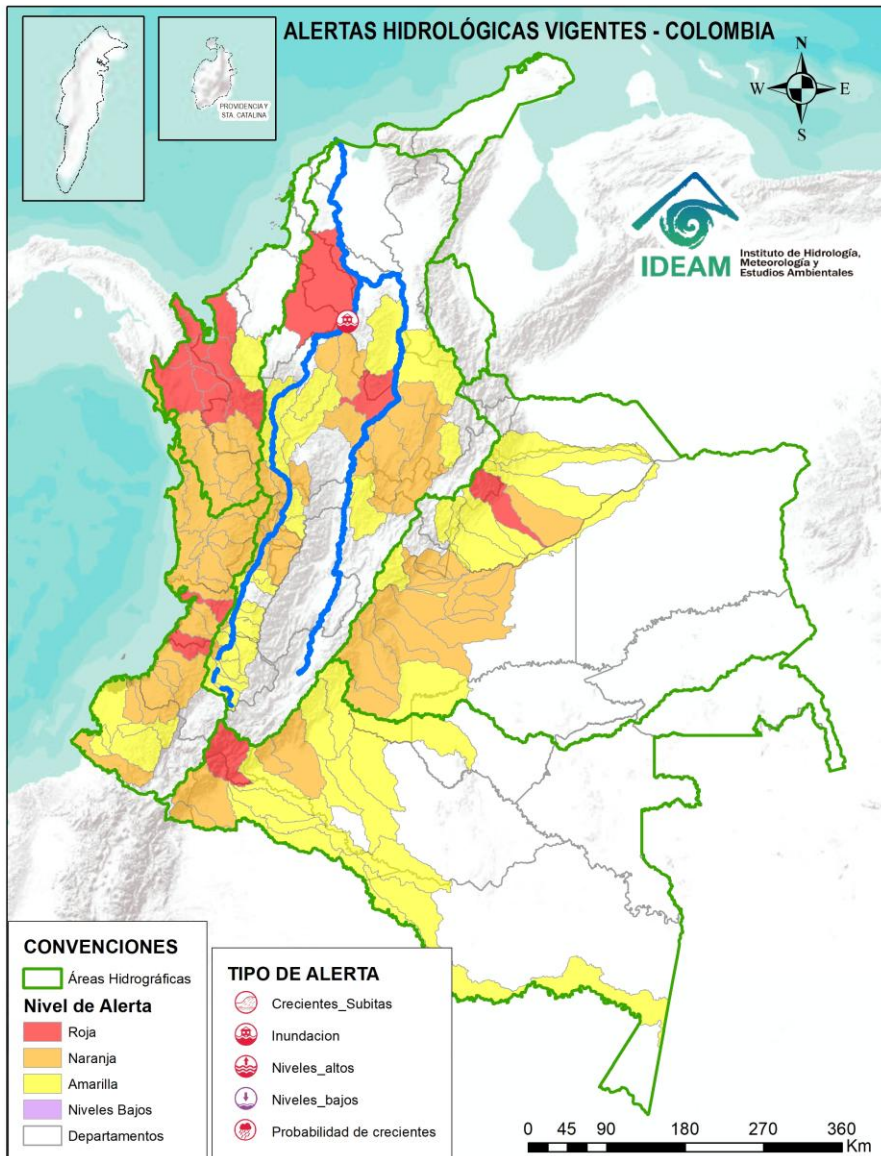 ALERTAS HIDROLÓGICAS VIGENTES - COLOMBIA
PROVIDENCIA Y
STA. CATALINA
N
W
E
S
IDEAM
Instituto de Hidrología,
Meteorología y
Estudios Ambientales
CONVENCIONES
Áreas Hidrográficas
Nivel de Alerta
Roja
Naranja
Amarilla
Niveles Bajos
Departamentos
TIPO DE ALERTA
Crecientes_Subitas
Inundacion
Niveles_altos
Niveles_bajos
Probabilidad de crecientes
0 45 90 180 270 360
Km